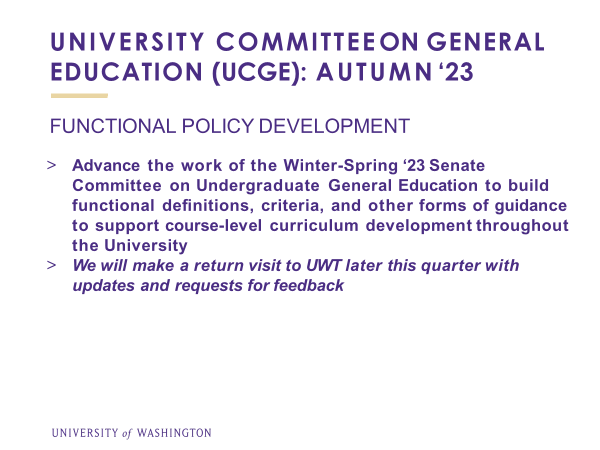 UNIVERSITY COMMITTEEON GENERAL
EDUCATION (UCGE): AUTUMN ‘23
FUNCTIONAL POLICY DEVELOPMENT
> Advance the work of the Winter-Spring ‘23 Senate
Committee on Undergraduate General Education to build
functional definitions, criteria, and other forms of guidance
to support course-level curriculum development throughout
the University
> We will make a return visit to UWT later this quarter with
updates and requests for feedback
UNIVERSITY of WASHINGTON